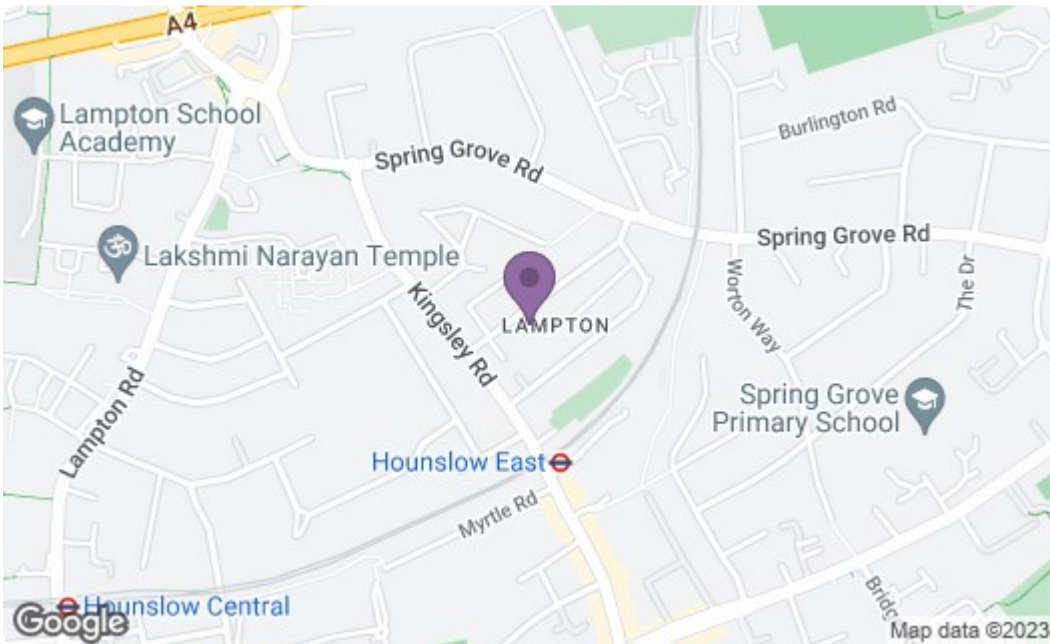 A4
Lampton School
Academy
Burlington Rd
Spring Grove Rd
Spring Grove Rd
Lakshmi Narayan Temple
The Dr
Worton Way
Kingsley Rd
LAMPTON
Lampton Rd
Spring Grove
Primary School
Hounslow East
Myrtle Rd
Bridg
Hounslow Central
Google
Map data ©2023